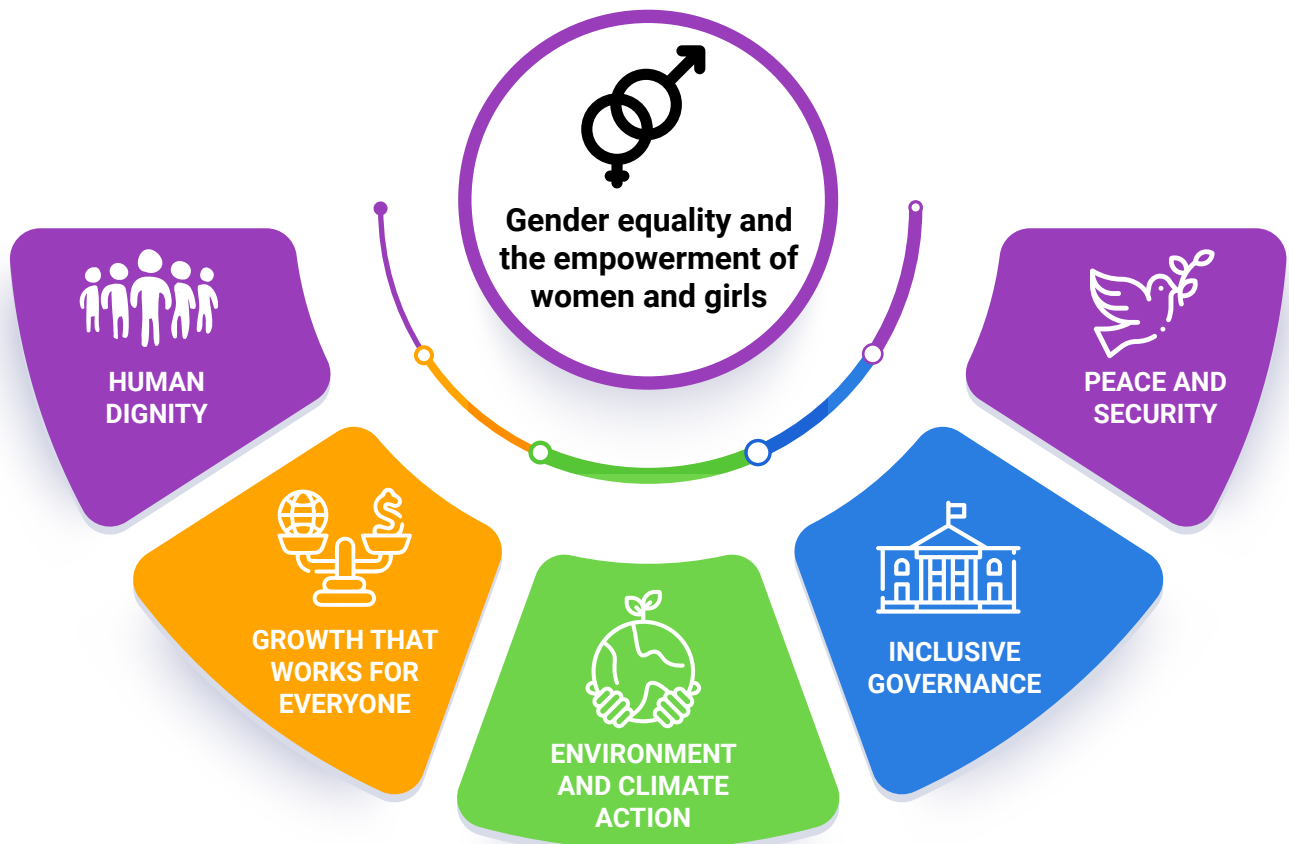 Gender equality and
the empowerment of
women and girls
HUMAN
DIGNITY
GROWTH THAT
WORKS FOR
EVERYONE
ENVIRONMENT
AND CLIMATE
ACTION
INCLUSIVE
GOVERNANCE
PEACE AND
SECURITY